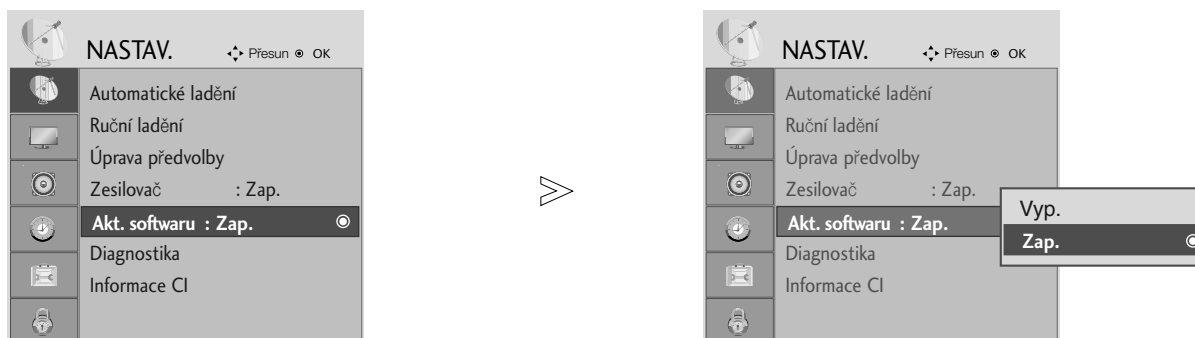 NASTAV. Přesun OK
Automatické ladění
Ruční ladění
Úprava předvolby
Zesilovač : Zap.
Akt. softwaru : Zap.
Diagnostika
Informace CI
NASTAV. Přesun OK
Automatické ladění
Ruční ladění
Úprava předvolby
Zesilovač : Zap.
Akt. softwaru : Zap.
Diagnostika
Informace CI
Vyp.
Zap.